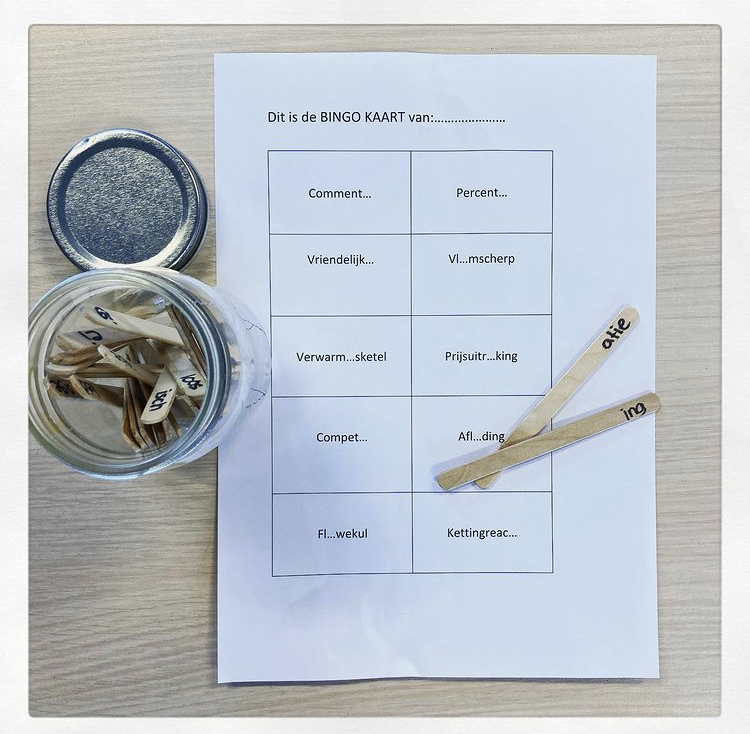 Dit is de BINGO KAART van:.....................
Comment...
Percent...
Vriendelijk...
Vl...mscherp
Verwarm...sketel
Prijsuitr...king
Compet...
Afl...ding
Fl...wekul
Kettingreac...
atie
ing
isch